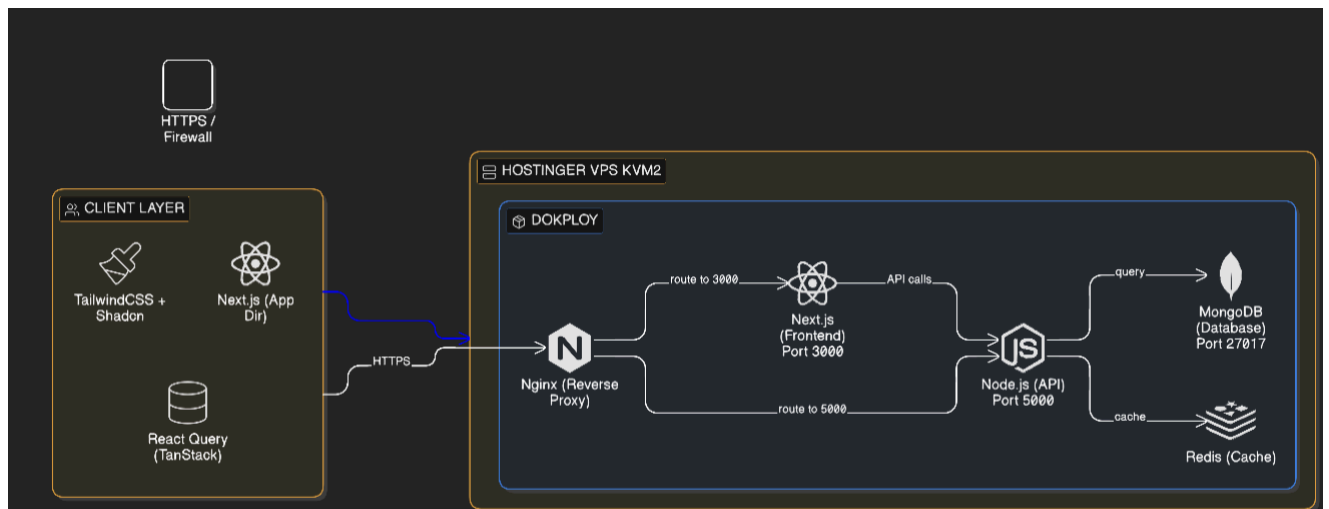 HTTPS /
Firewall
HOSTINGER VPS KVM2
CLIENT LAYER
DOKPLOY
TailwindCSS +
Shadcn
Next.js (App
Dir)
React Query
(TanStack)
HTTPS
Nginx (Reverse
Proxy)
route to 3000
Next.js
(Frontend)
Port 3000
API calls
route to 5000
JS
Node.js (API)
Port 5000
query
MongoDB
(Database)
Port 27017
cache
Redis (Cache)